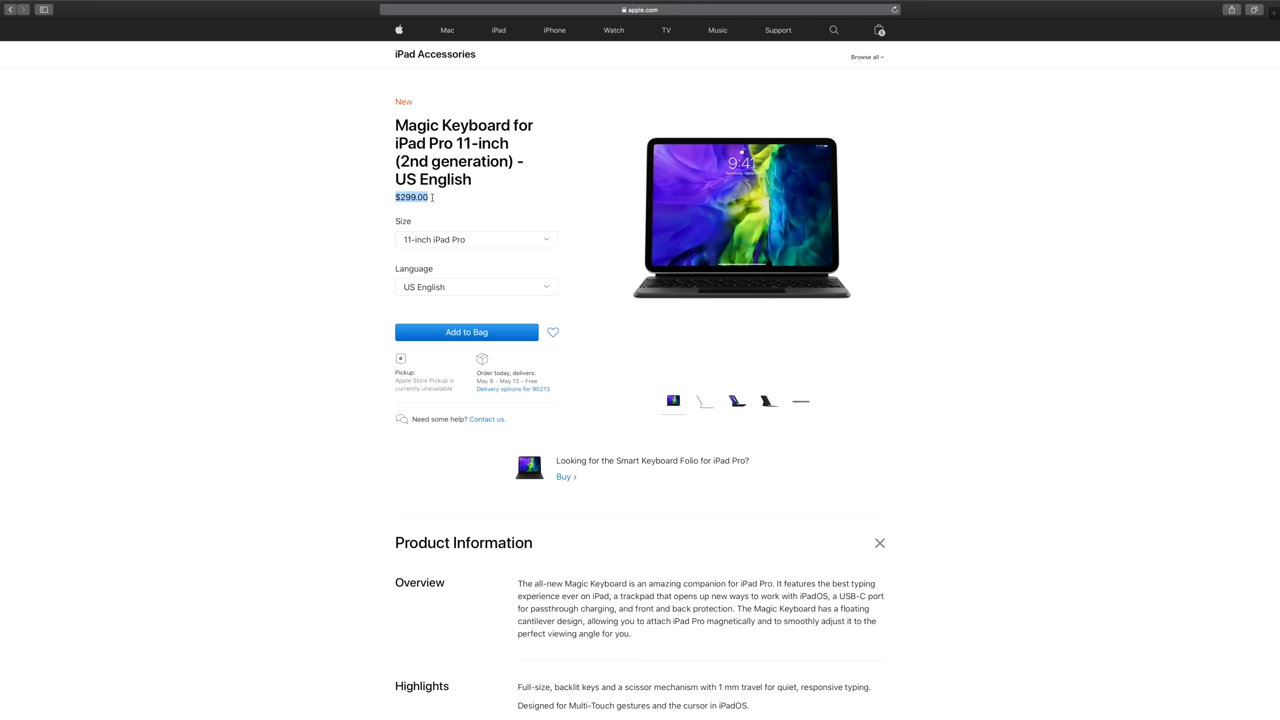 apple.com
Mac iPad iPhone Watch TV Music Support
iPad Accessories
Browse all
New
Magic Keyboard for
iPad Pro 11-inch
(2nd generation) -
US English
$299.00
9:41
Size
11-inch iPad Pro
Language
US English
Add to Bag
Pickup:
Apple Store Pickup is
currently unavailable
Order today, delivers:
May 6 - May 13 – Free
Delivery options for 90213
Need some help? Contact us.
Looking for the Smart Keyboard Folio for iPad Pro?
Buy ›
Product Information
Overview
The all-new Magic Keyboard is an amazing companion for iPad Pro. It features the best typing
experience ever on iPad, a trackpad that opens up new ways to work with iPadOS, a USB-C port
for passthrough charging, and front and back protection. The Magic Keyboard has a floating
cantilever design, allowing you to attach iPad Pro magnetically and to smoothly adjust it to the
perfect viewing angle for you.
Highlights
Full-size, backlit keys and a scissor mechanism with 1 mm travel for quiet, responsive typing.
Designed for Multi-Touch gestures and the cursor in iPadOS.